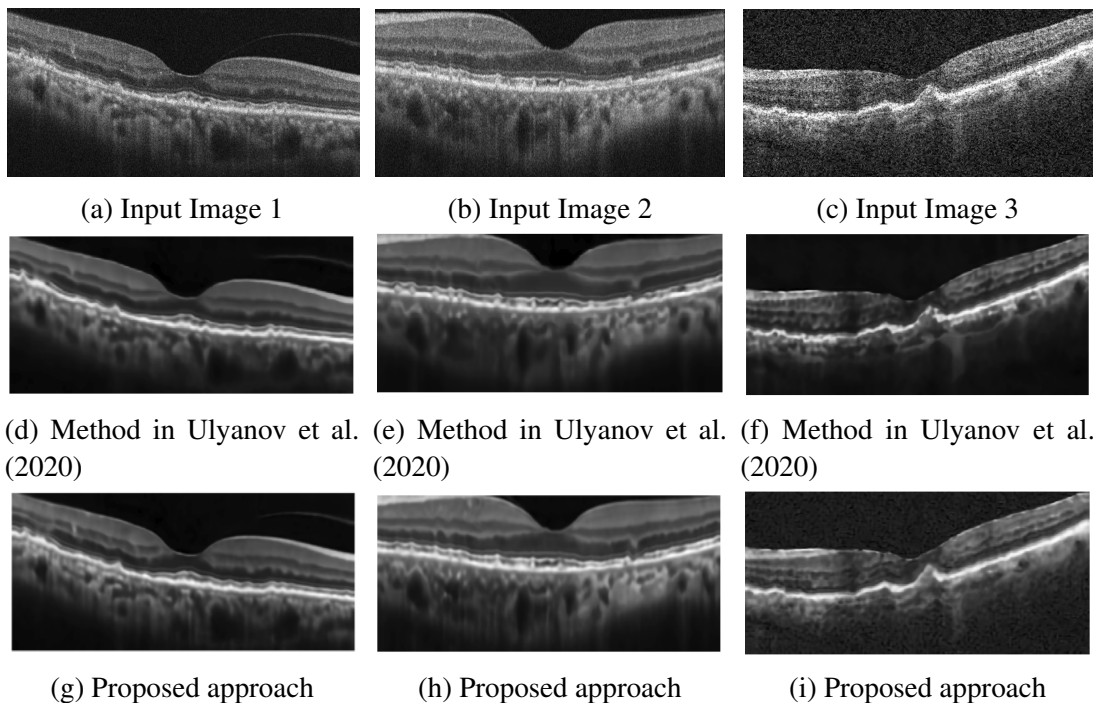 (a) Input Image 1
(b) Input Image 2
(c) Input Image 3
(d) Method in Ulyanov et al.
(2020)
(e) Method in Ulyanov et al.
(2020)
(f) Method in Ulyanov et al.
(2020)
(g) Proposed approach
(h) Proposed approach
(i) Proposed approach